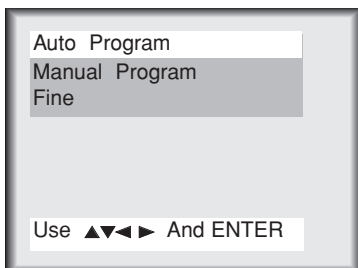 Auto Program
Manual Program
Fine
Use ▲▼◄ ► And ENTER